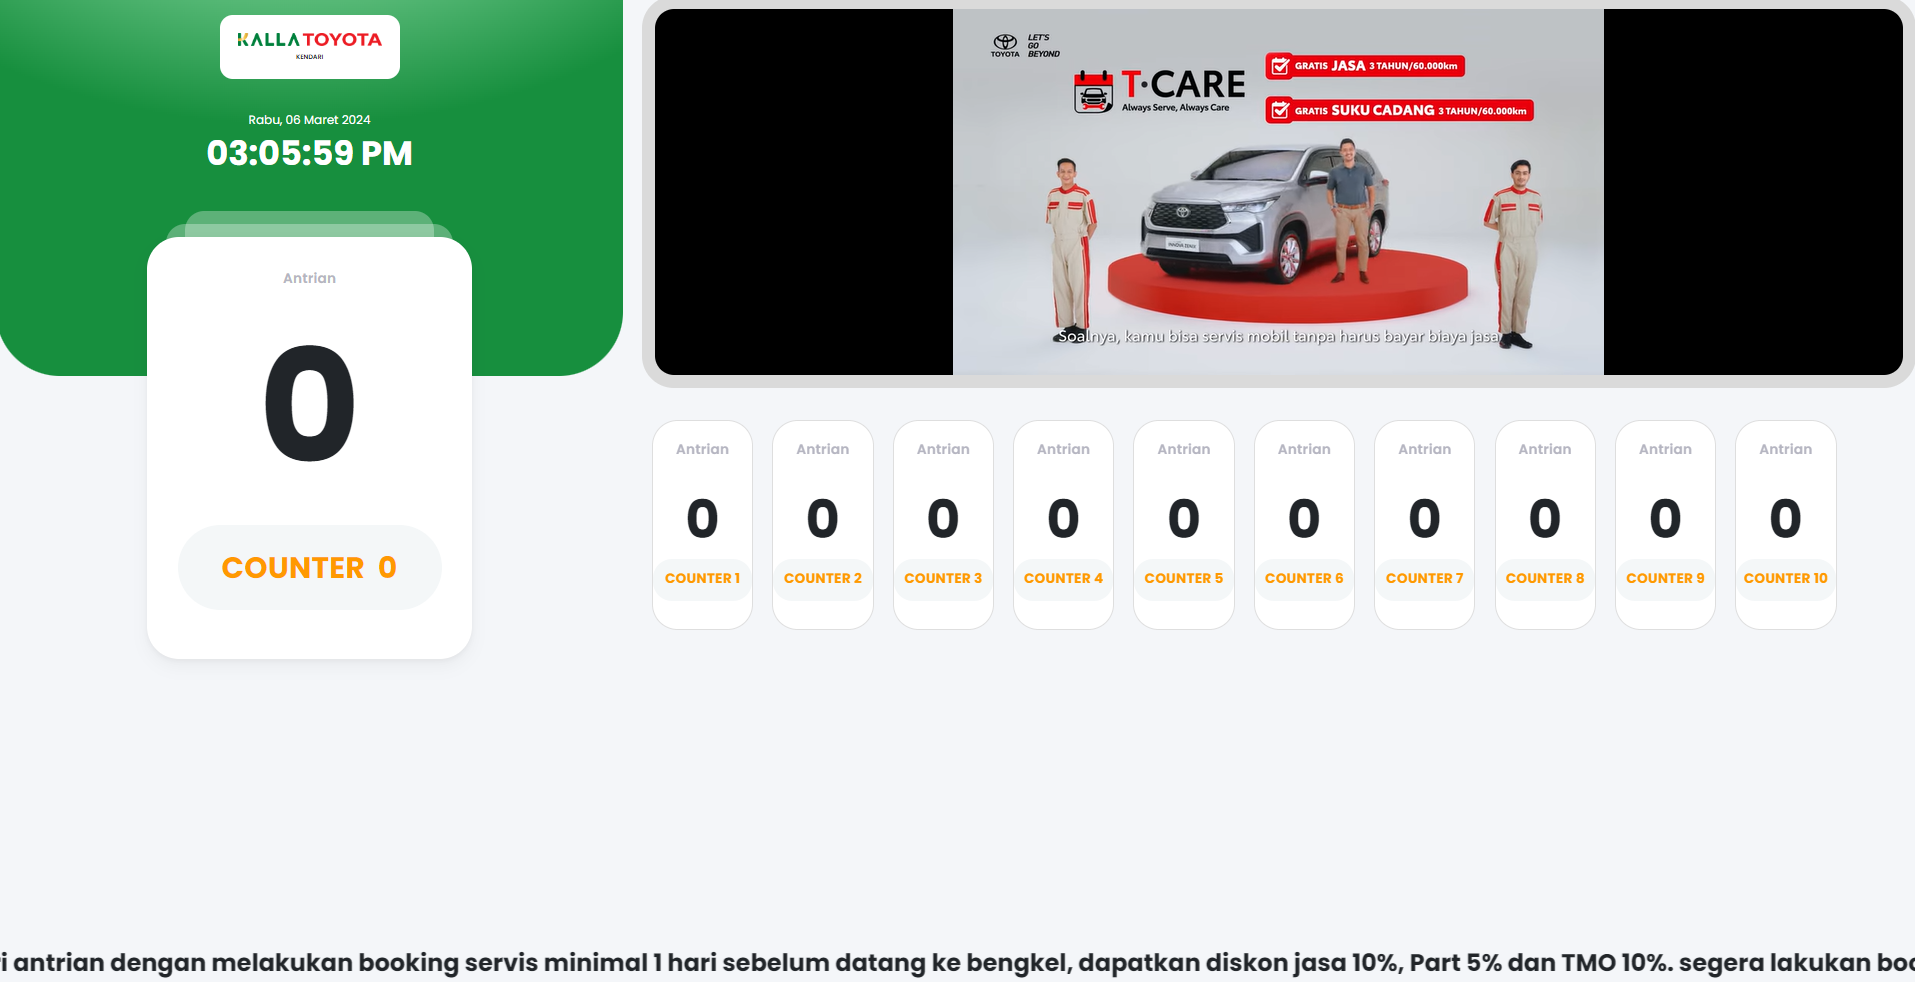 KALLA TOYOTA
KENDARI
Rabu, 06 Maret 2024
03:05:59 PM
Antrian
0
COUNTER 0
TOYOTA
LET'S
GO
BEYOND
T·CARE
Always Serve, Always Care
GRATIS JASA 3 TAHUN/60.000km
GRATIS SUKU CADANG 3 TAHUN/60.000km
INNOVA ZENIX
Soalnya, kamu bisa servis mobil tanpa harus bayar biaya jasa
Antrian Antrian Antrian Antrian Antrian Antrian Antrian Antrian Antrian Antrian
0 0 0 0 0 0 0 0 0 0
COUNTER 1 COUNTER 2 COUNTER 3 COUNTER 4 COUNTER 5 COUNTER 6 COUNTER 7 COUNTER 8 COUNTER 9 COUNTER 10
i antrian dengan melakukan booking servis minimal 1 hari sebelum datang ke bengkel, dapatkan diskon jasa 10%, Part 5% dan TMO 10%. segera lakukan boo